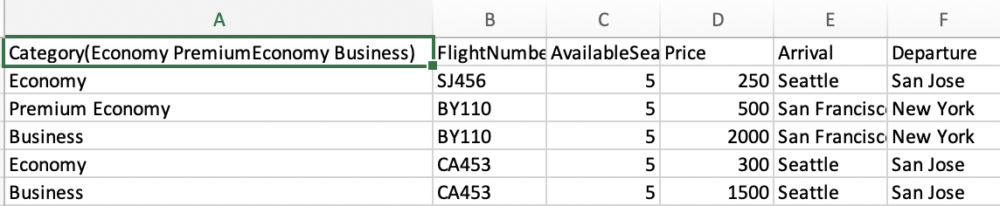 A B C D E F
Category(Economy PremiumEconomy Business) FlightNumbe AvailableSea Price Arrival Departure
Economy SJ456 5 250 Seattle San Jose
Premium Economy BY110 5 500 San Francisc New York
Business BY110 5 2000 San Francisc New York
Economy CA453 5 300 Seattle San Jose
Business CA453 5 1500 Seattle San Jose